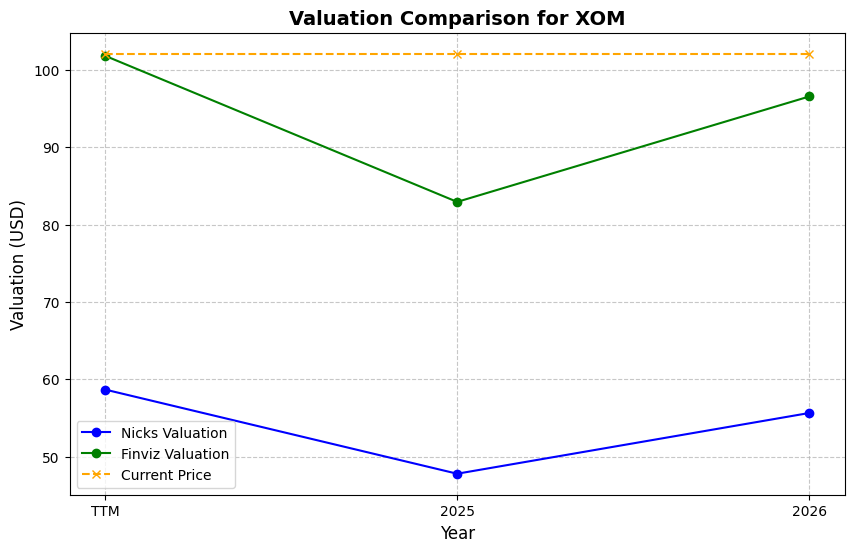 Valuation Comparison for XOM
Valuation (USD)
100
90
80
70
60
50
Nicks Valuation
Finviz Valuation
Current Price
TTM
2025
2026
Year